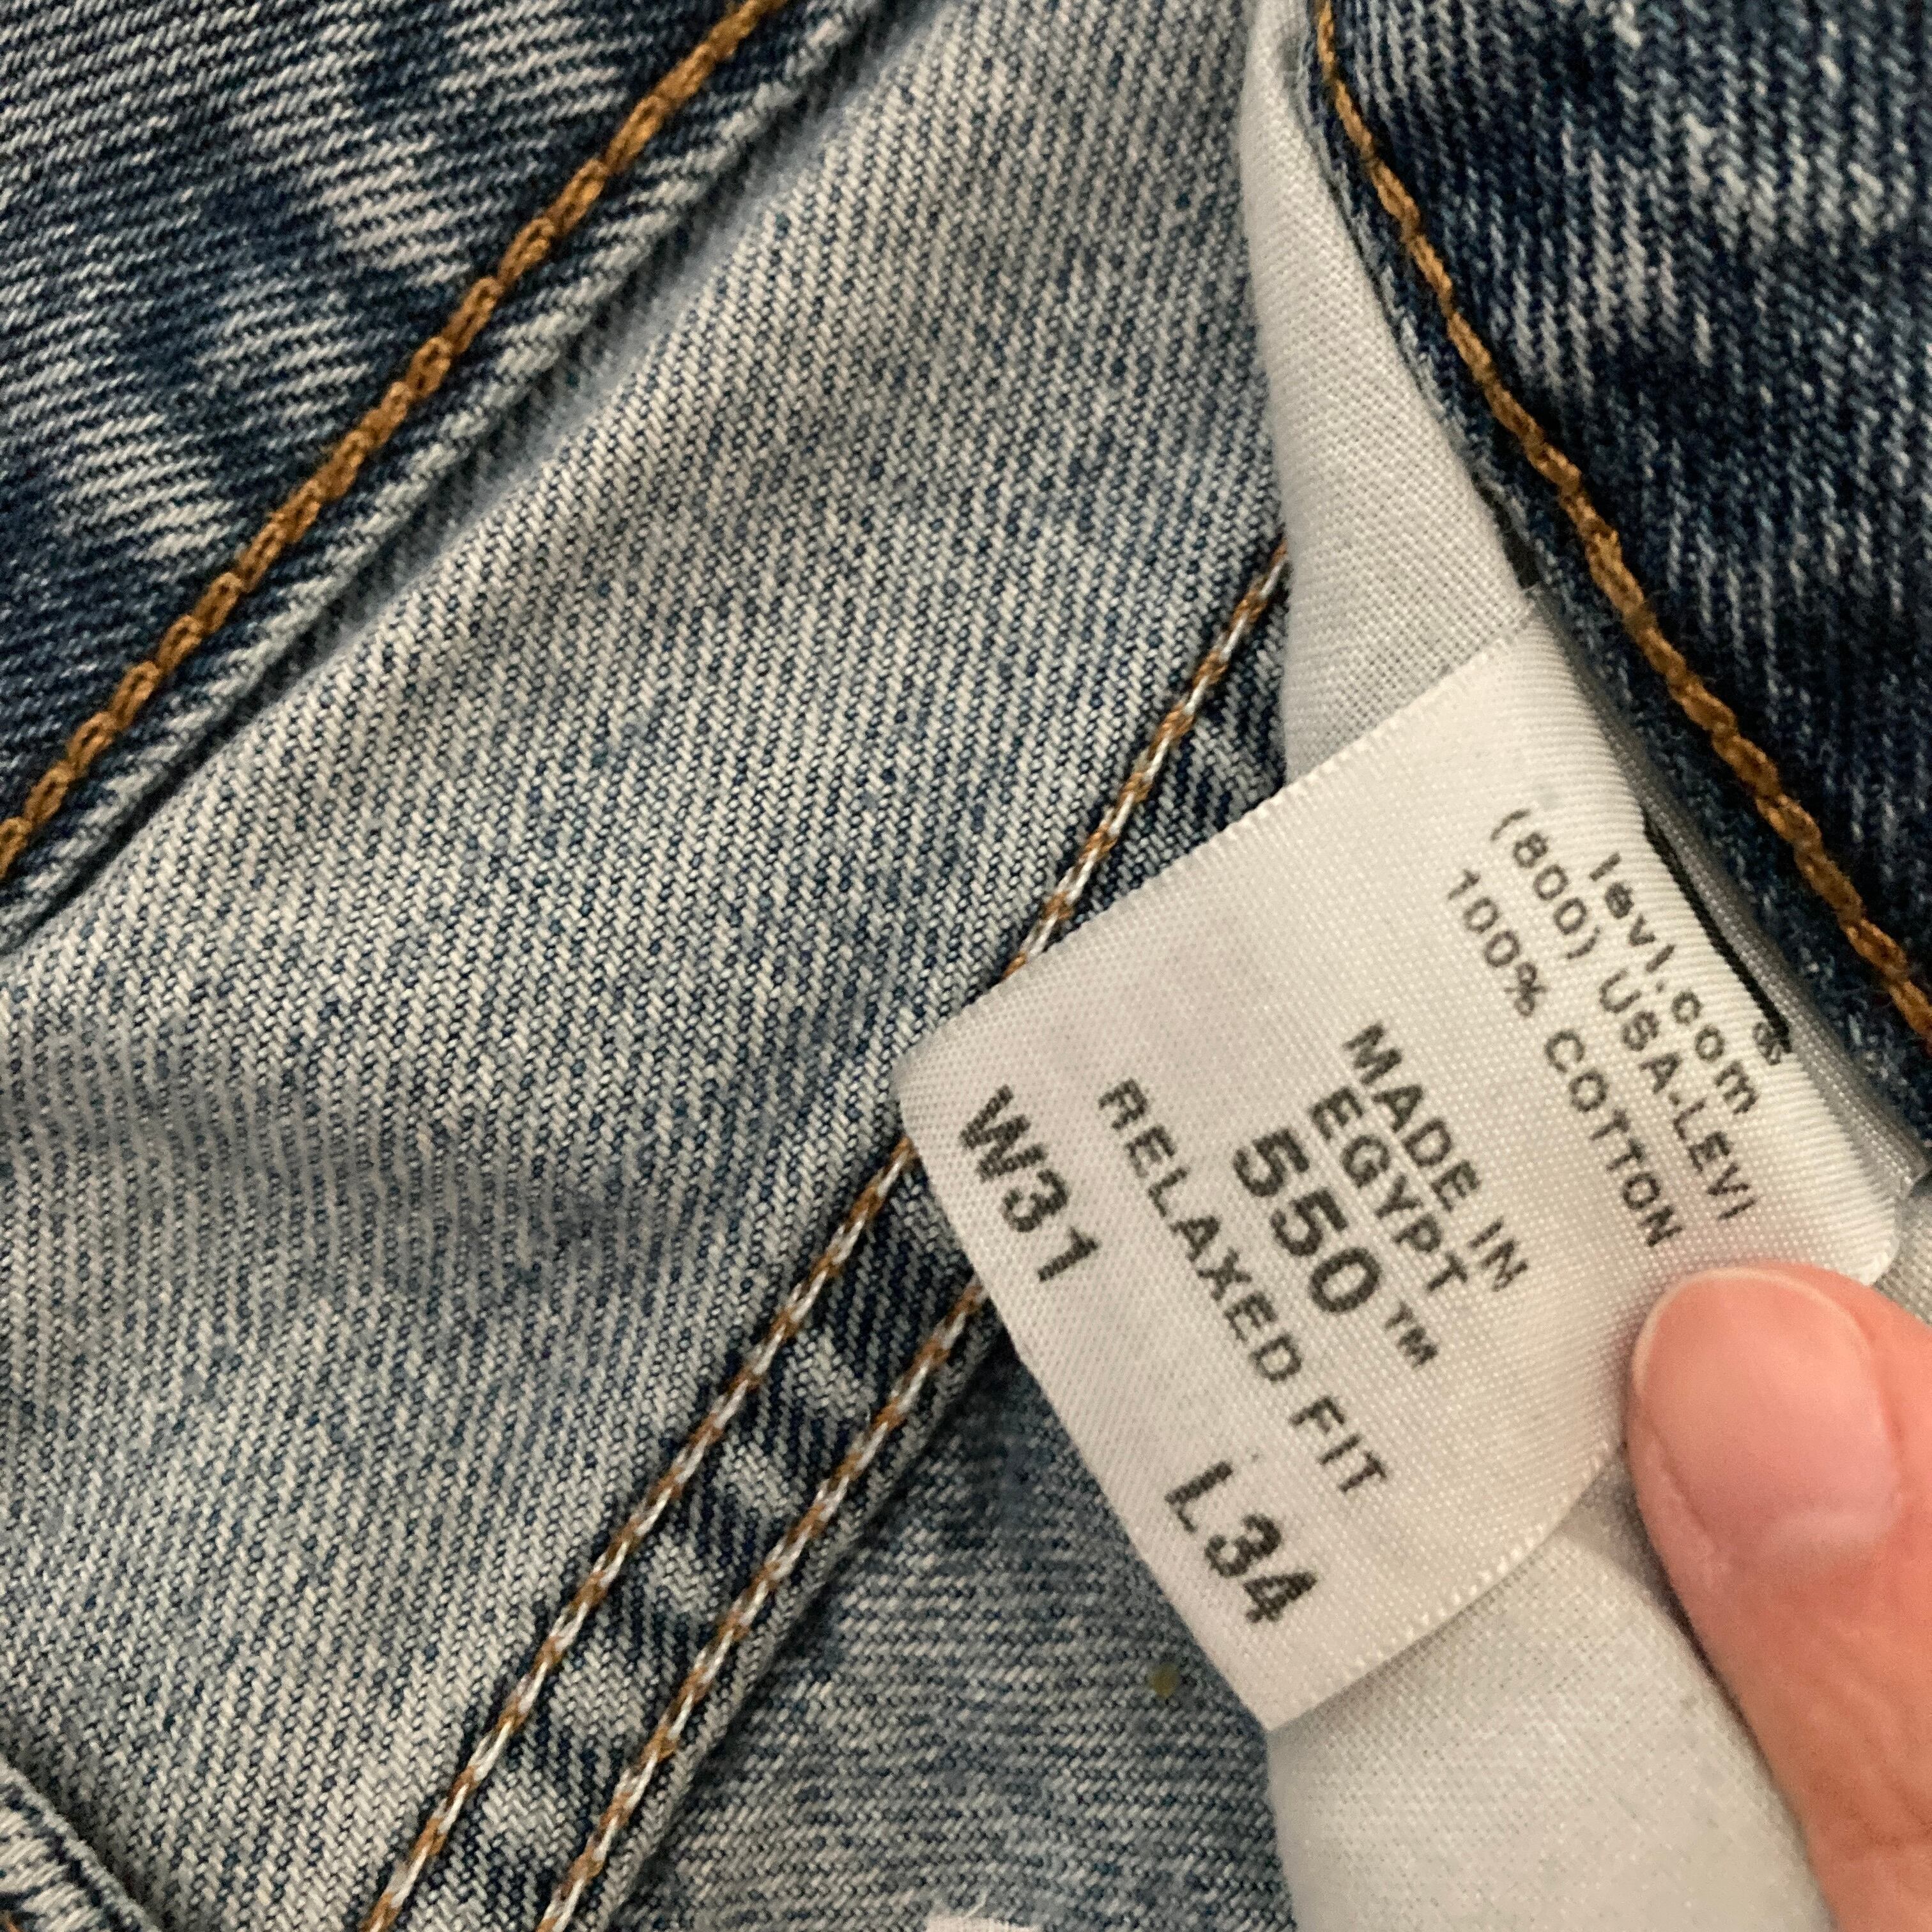 levi.com
(800) USA-LEVI
100% COTTON
MADE IN
EGYPT
550™
RELAXED FIT
W31 L34